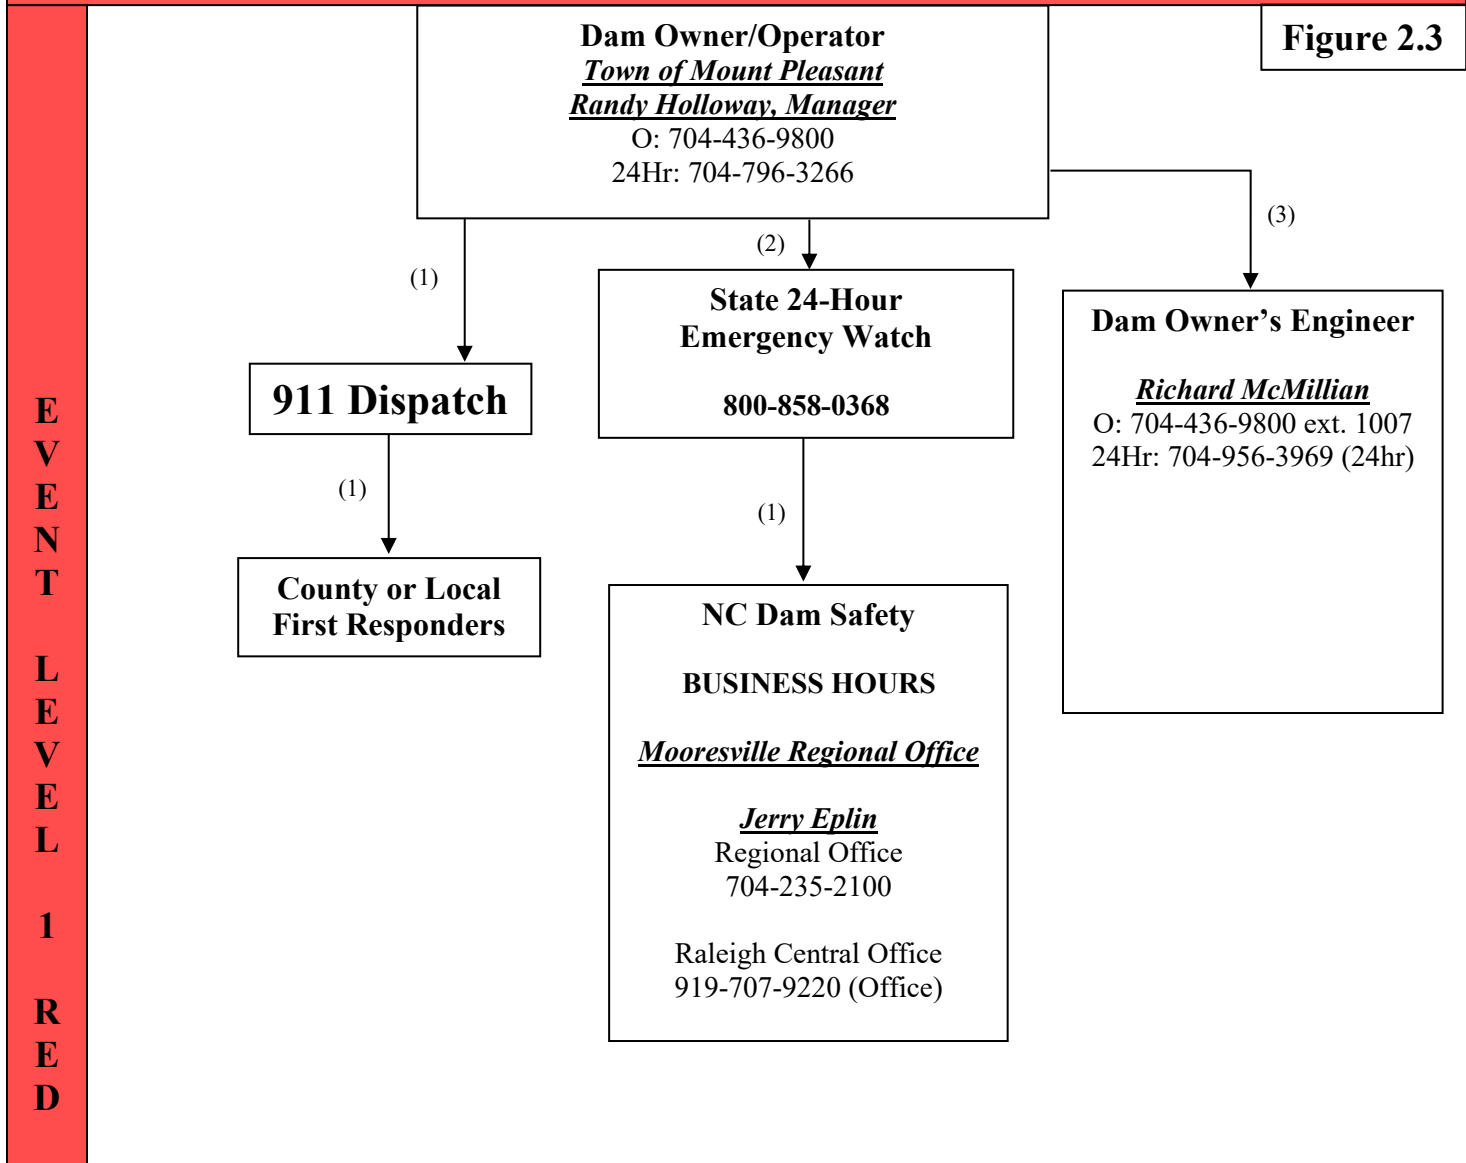 Figure 2.3
Dam Owner/Operator
Town of Mount Pleasant
Randy Holloway, Manager
O: 704-436-9800
24Hr: 704-796-3266
(1)
(2)
(3)
911 Dispatch
(1)
County or Local
First Responders
State 24-Hour
Emergency Watch
800-858-0368
(1)
NC Dam Safety
BUSINESS HOURS
Mooresville Regional Office
Jerry Eplin
Regional Office
704-235-2100
Raleigh Central Office
919-707-9220 (Office)
Dam Owner’s Engineer
Richard McMillian
O: 704-436-9800 ext. 1007
24Hr: 704-956-3969 (24hr)
E
V
E
N
T
L
E
V
E
L
1
R
E
D